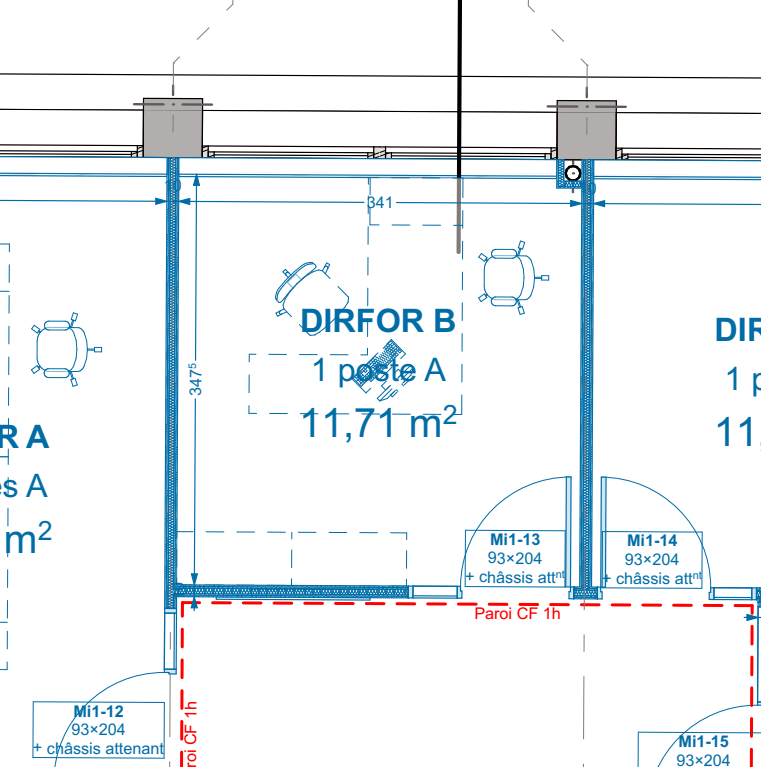 341
347⁵
DIRFOR B
1 poste A
11,71 m²
R A
es A
m²
DIR
1 p
11,
Mi1-13
93×204
+ châssis attⁿᵗ
Mi1-14
93×204
+ châssis attⁿᵗ
Paroi CF 1h
roi CF 1h
Mi1-12
93×204
+ châssis attenant
Mi1-15
93×204